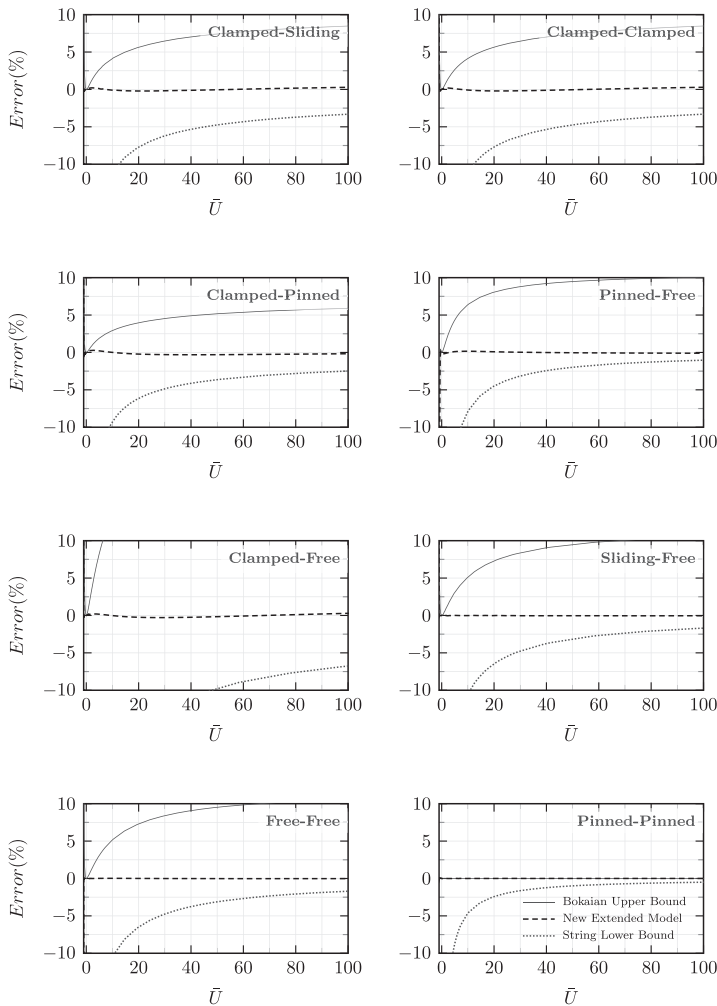 Clamped-Sliding
Error(%)
10
5
0
−5
−10
0 20 40 60 80 100
Ū
Clamped-Clamped
10
5
0
−5
−10
0 20 40 60 80 100
Ū
Clamped-Pinned
Error(%)
10
5
0
−5
−10
0 20 40 60 80 100
Ū
Pinned-Free
10
5
0
−5
−10
0 20 40 60 80 100
Ū
Clamped-Free
Error(%)
10
5
0
−5
−10
0 20 40 60 80 100
Ū
Sliding-Free
10
5
0
−5
−10
0 20 40 60 80 100
Ū
Free-Free
Error(%)
10
5
0
−5
−10
0 20 40 60 80 100
Ū
Pinned-Pinned
10
5
0
−5
−10
Bokaian Upper Bound
New Extended Model
String Lower Bound
0 20 40 60 80 100
Ū